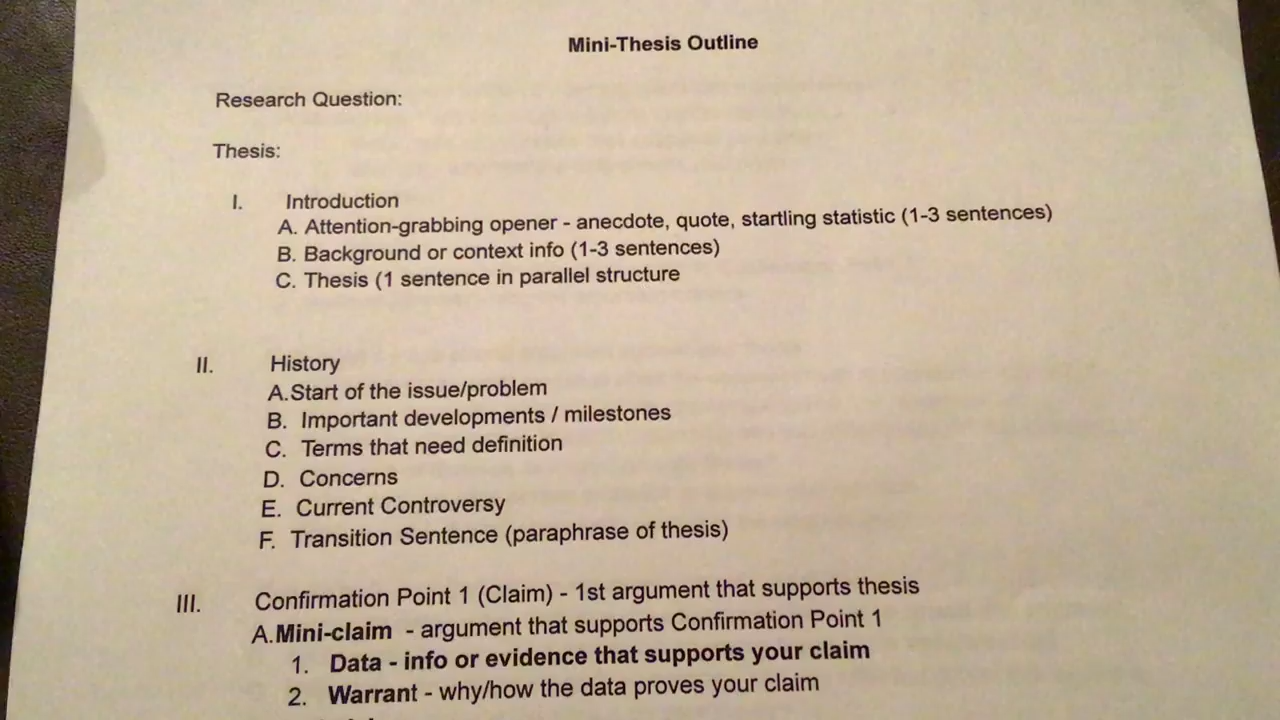 Mini-Thesis Outline
Research Question:
Thesis:
I. Introduction
A. Attention-grabbing opener - anecdote, quote, startling statistic (1-3 sentences)
B. Background or context info (1-3 sentences)
C. Thesis (1 sentence in parallel structure
II. History
A.Start of the issue/problem
B. Important developments / milestones
C. Terms that need definition
D. Concerns
E. Current Controversy
F. Transition Sentence (paraphrase of thesis)
III. Confirmation Point 1 (Claim) - 1st argument that supports thesis
A.Mini-claim - argument that supports Confirmation Point 1
1. Data - info or evidence that supports your claim
2. Warrant - why/how the data proves your claim